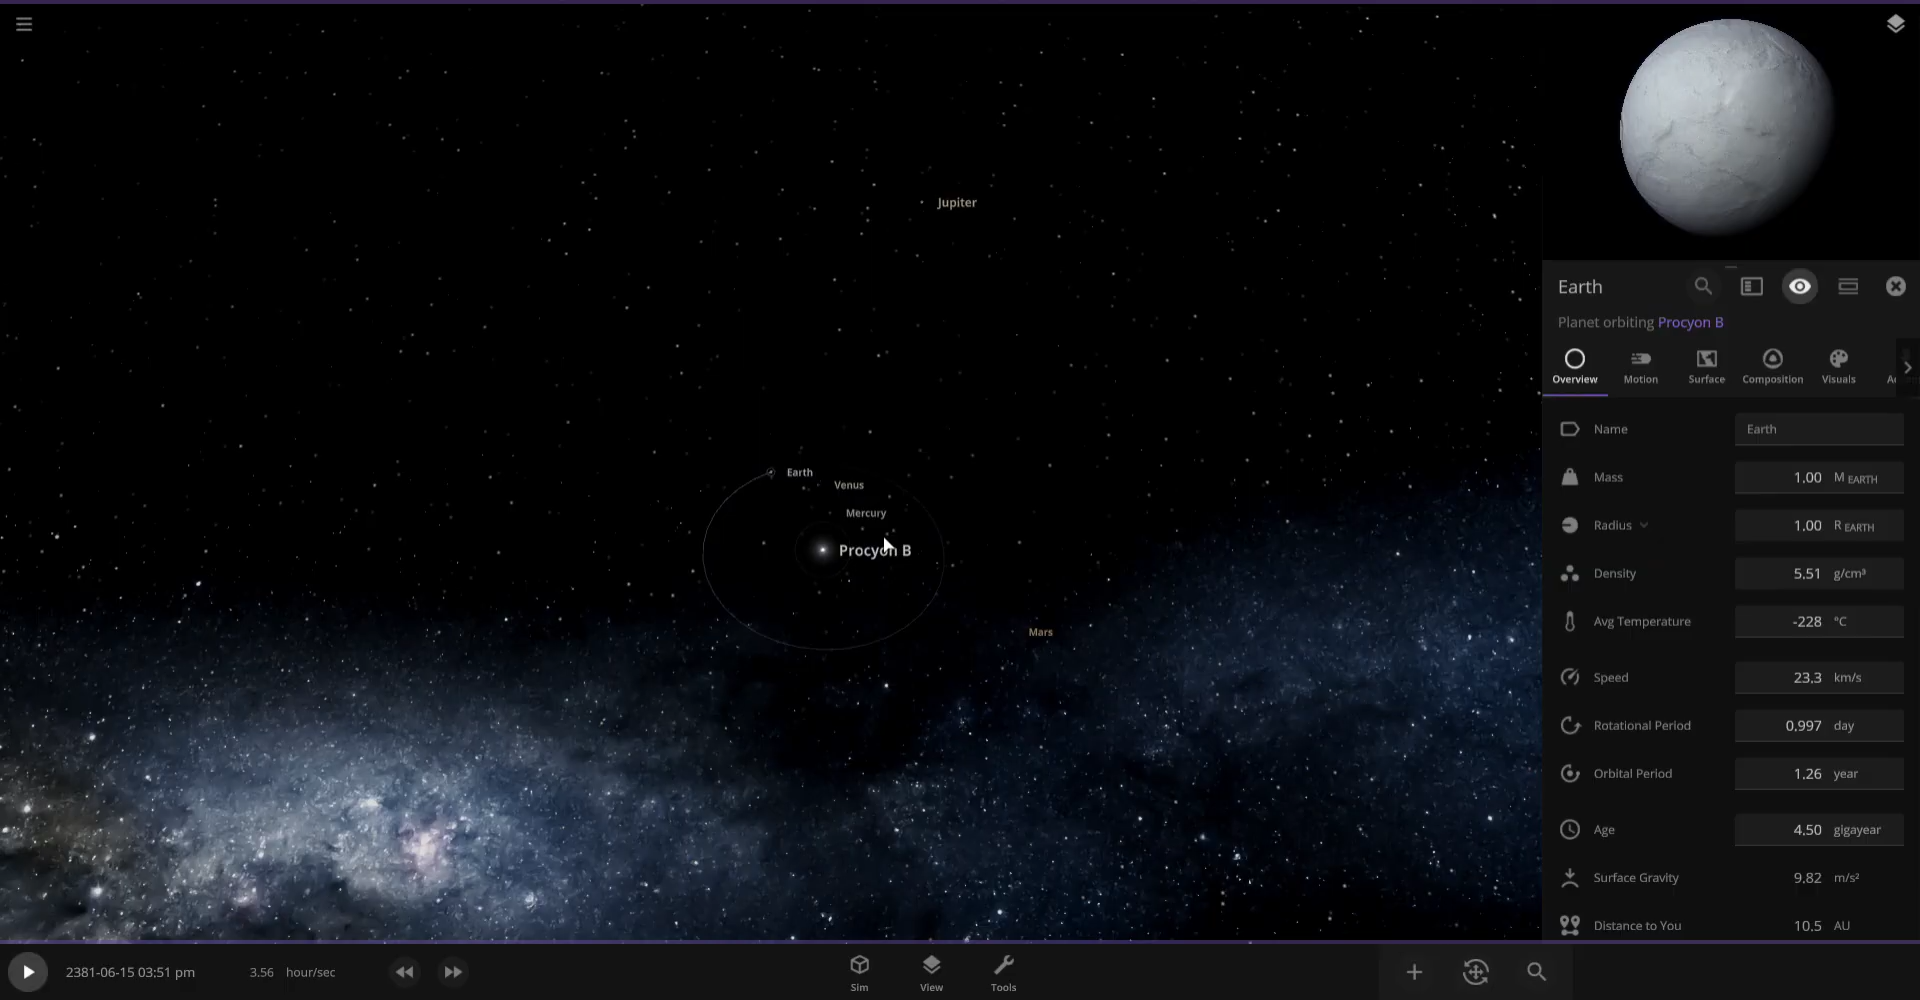 Jupiter
Earth
Venus
Mercury
Procyon B
Mars
Earth
Planet orbiting Procyon B
Overview Motion Surface Composition Visuals
Name Earth
Mass 1.00 M EARTH
Radius 1.00 R EARTH
Density 5.51 g/cm³
Avg Temperature -228 °C
Speed 23.3 km/s
Rotational Period 0.997 day
Orbital Period 1.26 year
Age 4.50 gigayear
Surface Gravity 9.82 m/s²
Distance to You 10.5 AU
2381-06-15 03:51 pm 3.56 hour/sec
Sim View Tools